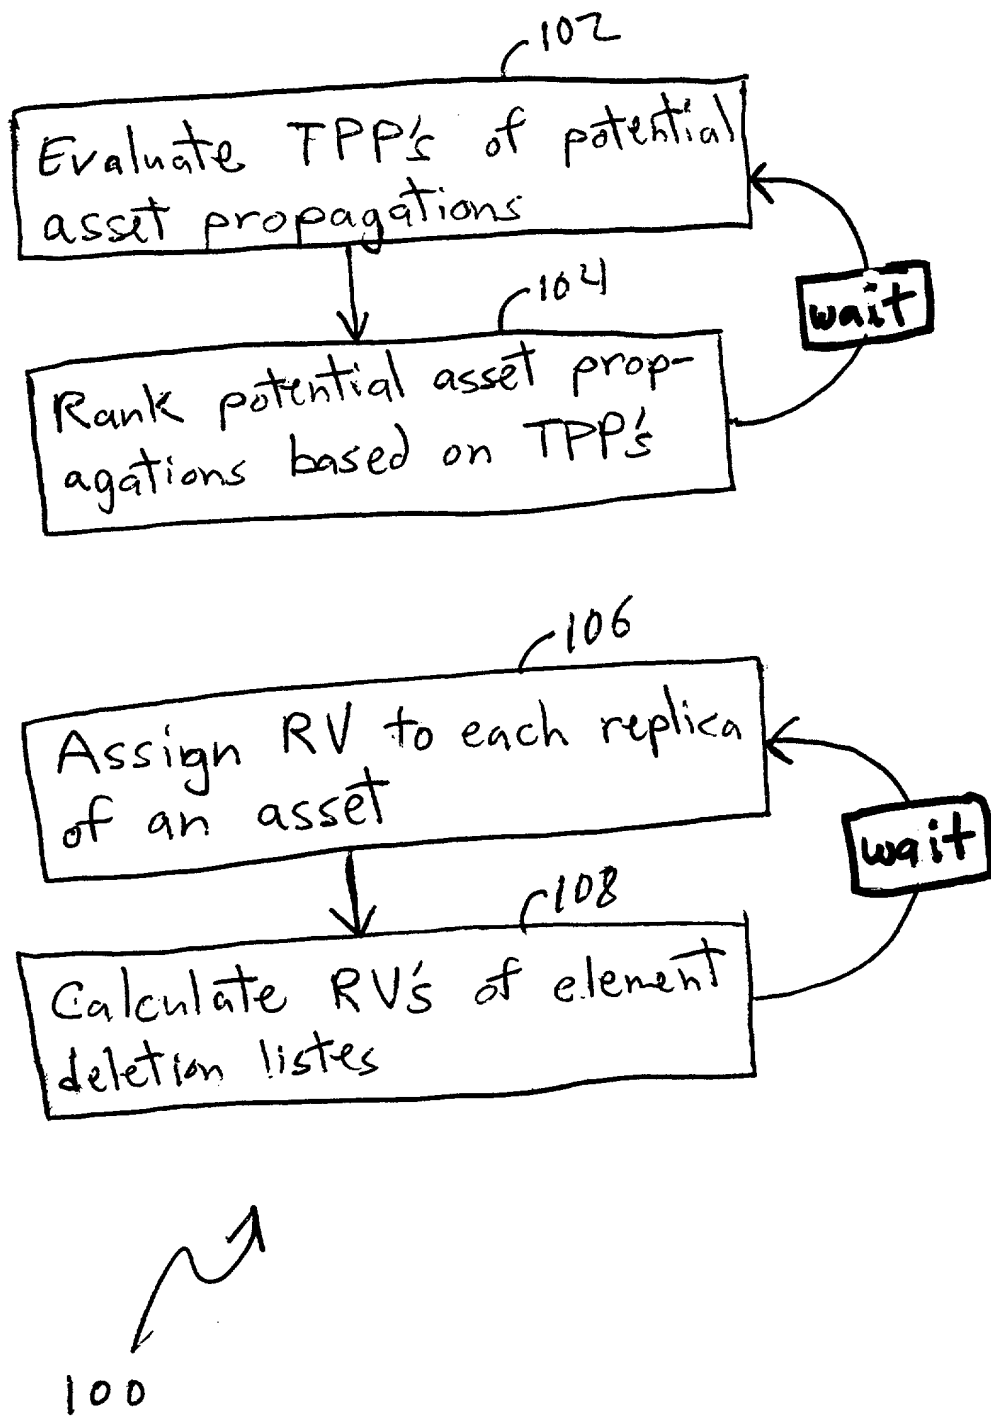 102
Evaluate TPP's of potential
asset propagations
wait
104
Rank potential asset prop-
agations based on TPP's
106
Assign RV to each replica
of an asset
wait
108
Calculate RV's of element
deletion listes
100